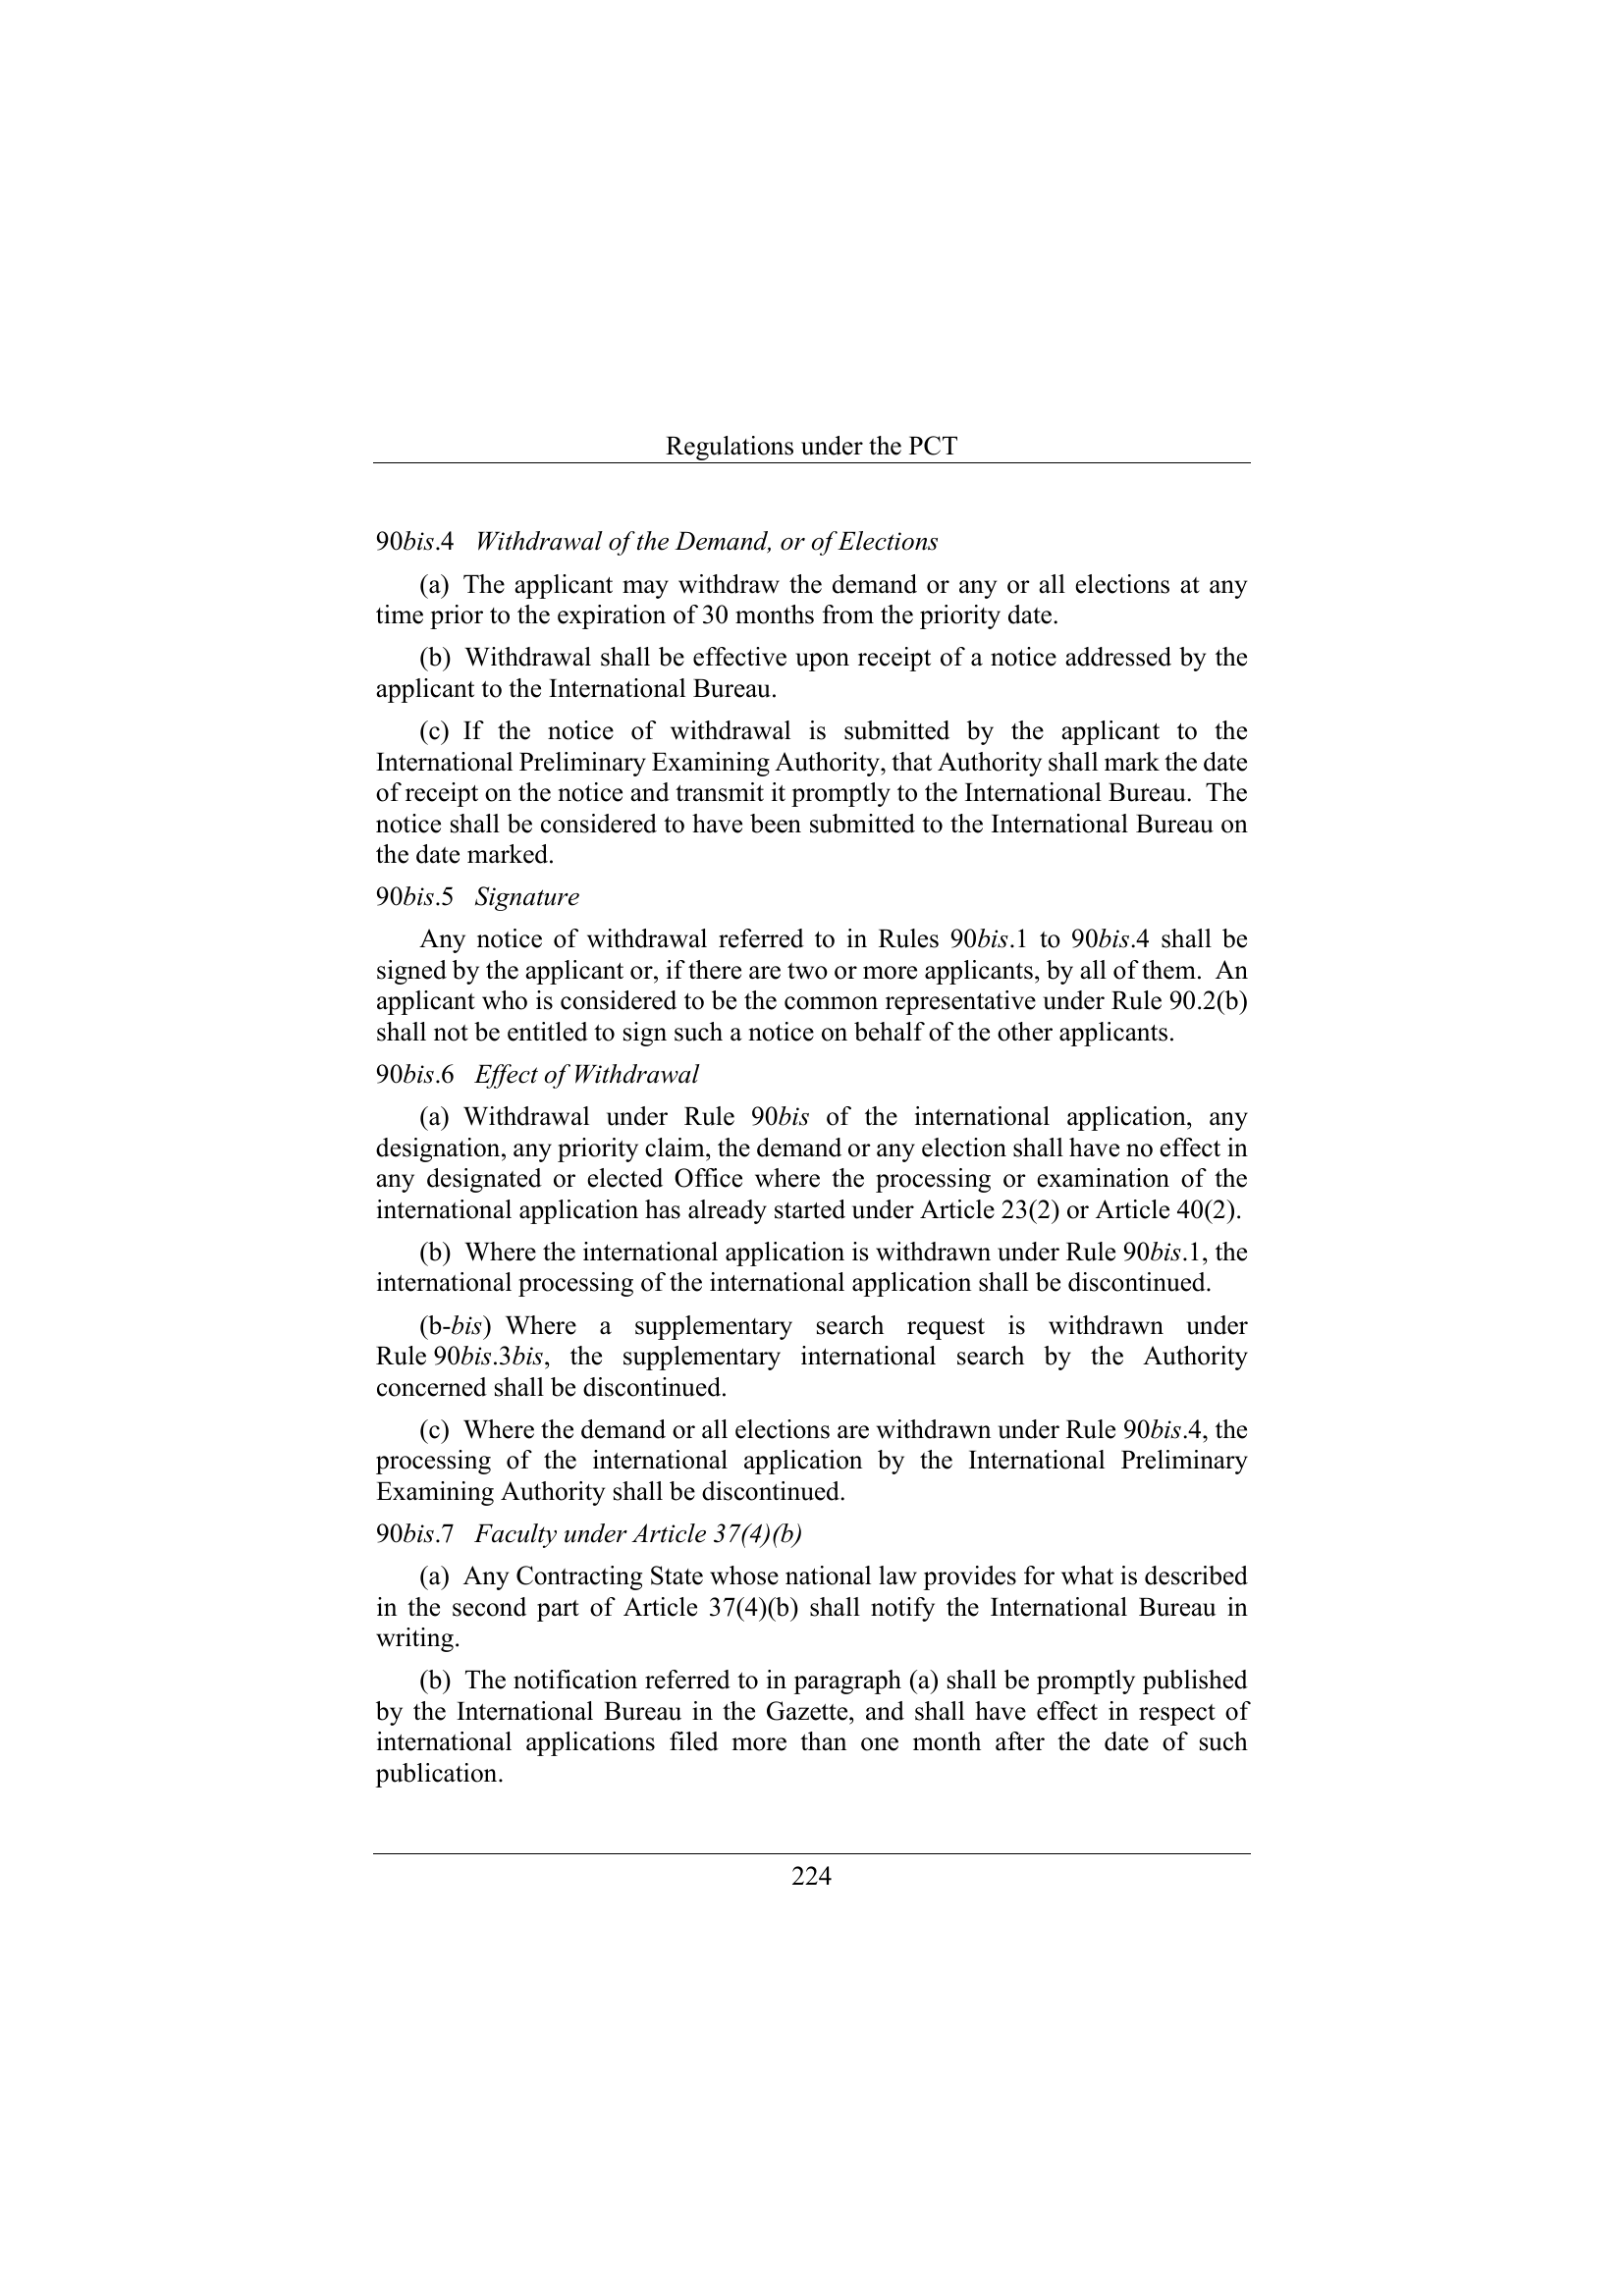 Regulations under the PCT
90bis.4 Withdrawal of the Demand, or of Elections
(a) The applicant may withdraw the demand or any or all elections at any
time prior to the expiration of 30 months from the priority date.
(b) Withdrawal shall be effective upon receipt of a notice addressed by the
applicant to the International Bureau.
(c) If the notice of withdrawal is submitted by the applicant to the
International Preliminary Examining Authority, that Authority shall mark the date
of receipt on the notice and transmit it promptly to the International Bureau. The
notice shall be considered to have been submitted to the International Bureau on
the date marked.
90bis.5 Signature
Any notice of withdrawal referred to in Rules 90bis.1 to 90bis.4 shall be
signed by the applicant or, if there are two or more applicants, by all of them. An
applicant who is considered to be the common representative under Rule 90.2(b)
shall not be entitled to sign such a notice on behalf of the other applicants.
90bis.6 Effect of Withdrawal
(a) Withdrawal under Rule 90bis of the international application, any
designation, any priority claim, the demand or any election shall have no effect in
any designated or elected Office where the processing or examination of the
international application has already started under Article 23(2) or Article 40(2).
(b) Where the international application is withdrawn under Rule 90bis.1, the
international processing of the international application shall be discontinued.
(b-bis) Where a supplementary search request is withdrawn under
Rule 90bis.3bis, the supplementary international search by the Authority
concerned shall be discontinued.
(c) Where the demand or all elections are withdrawn under Rule 90bis.4, the
processing of the international application by the International Preliminary
Examining Authority shall be discontinued.
90bis.7 Faculty under Article 37(4)(b)
(a) Any Contracting State whose national law provides for what is described
in the second part of Article 37(4)(b) shall notify the International Bureau in
writing.
(b) The notification referred to in paragraph (a) shall be promptly published
by the International Bureau in the Gazette, and shall have effect in respect of
international applications filed more than one month after the date of such
publication.
224